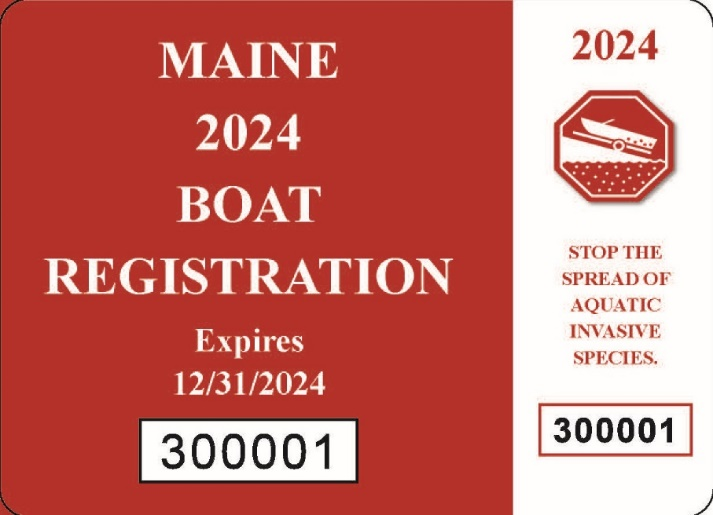 MAINE
2024
BOAT
REGISTRATION
Expires
12/31/2024
300001
2024
STOP THE
SPREAD OF
AQUATIC
INVASIVE
SPECIES.
300001